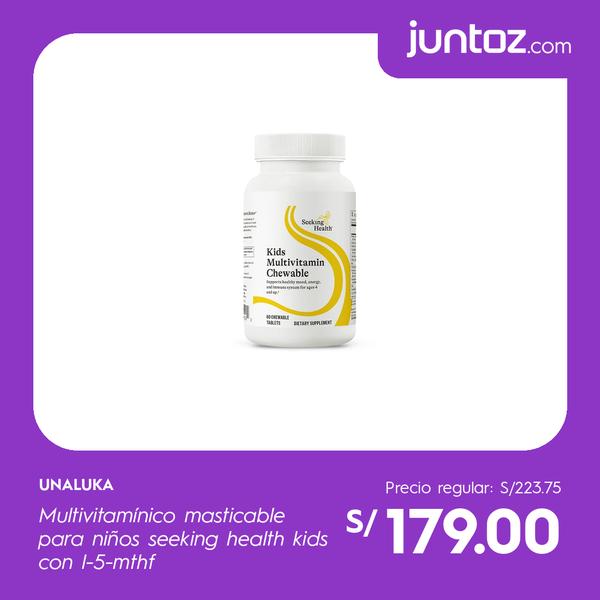 juntoz.com
Seeking
Health
Kids
Multivitamin
Chewable
Supports healthy mood, energy,
and immune system for ages 4
and up.
60 CHEWABLE
TABLETS
DIETARY SUPPLEMENT
UNALUKA
Multivitamínico masticable
para niños seeking health kids
con l-5-mthf
Precio regular: S/223.75
S/179.00